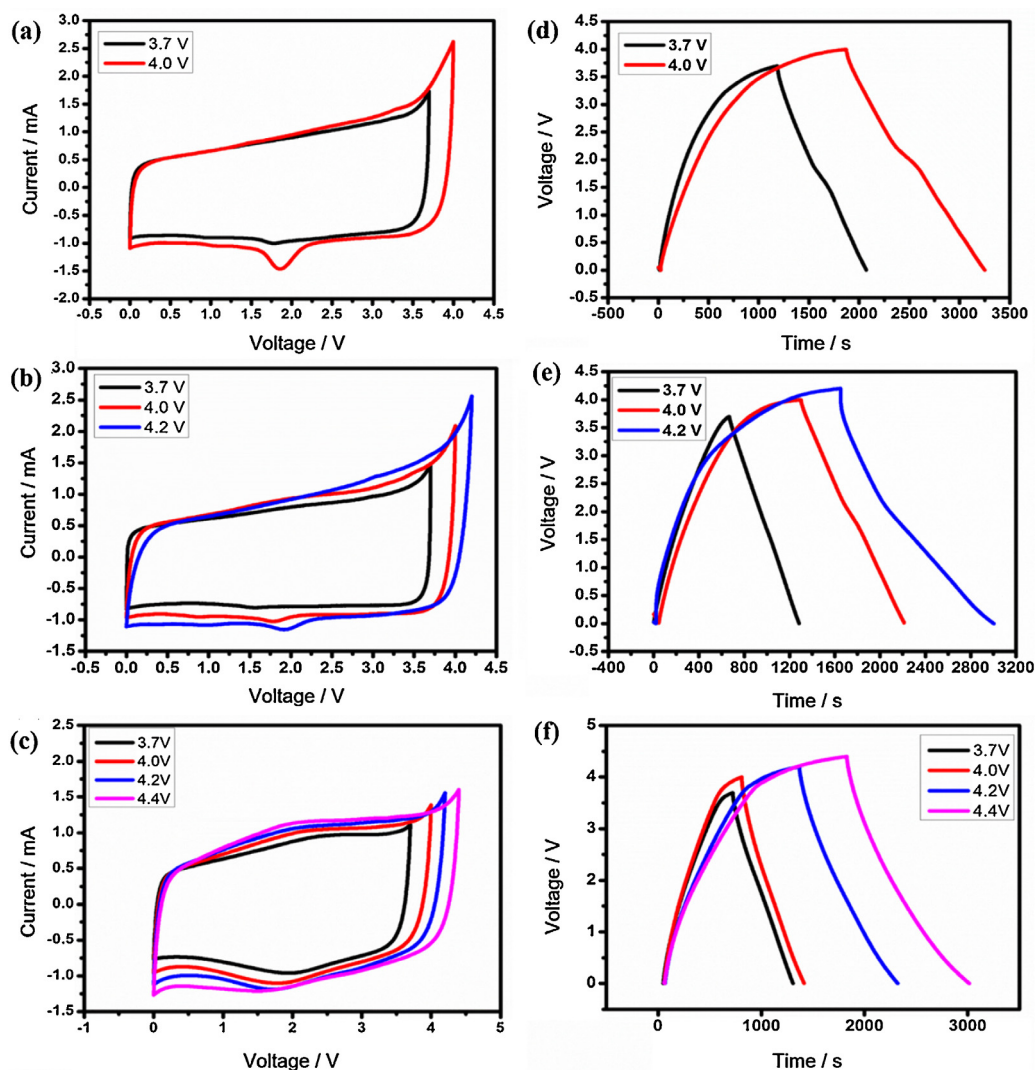 (a)
3.7 V
4.0 V
3.0
2.5
2.0
1.5
1.0
0.5
0.0
-0.5
-1.0
-1.5
-2.0
Current / mA
-0.5 0.0 0.5 1.0 1.5 2.0 2.5 3.0 3.5 4.0 4.5
Voltage / V
(d)
3.7 V
4.0 V
4.5
4.0
3.5
3.0
2.5
2.0
1.5
1.0
0.5
0.0
-0.5
Voltage / V
-500 0 500 1000 1500 2000 2500 3000 3500
Time / s
(b)
3.7 V
4.0 V
4.2 V
3.0
2.5
2.0
1.5
1.0
0.5
0.0
-0.5
-1.0
-1.5
-2.0
Current / mA
-0.5 0.0 0.5 1.0 1.5 2.0 2.5 3.0 3.5 4.0 4.5
Voltage / V
(e)
3.7 V
4.0 V
4.2 V
4.5
4.0
3.5
3.0
2.5
2.0
1.5
1.0
0.5
0.0
-0.5
Voltage / V
-400 0 400 800 1200 1600 2000 2400 2800 3200
Time / s
(c)
3.7V
4.0V
4.2V
4.4V
2.5
2.0
1.5
1.0
0.5
0.0
-0.5
-1.0
-1.5
Current / mA
-1 0 1 2 3 4 5
Voltage / V
(f)
3.7V
4.0V
4.2V
4.4V
5
4
3
2
1
0
Voltage / V
0 1000 2000 3000
Time / s